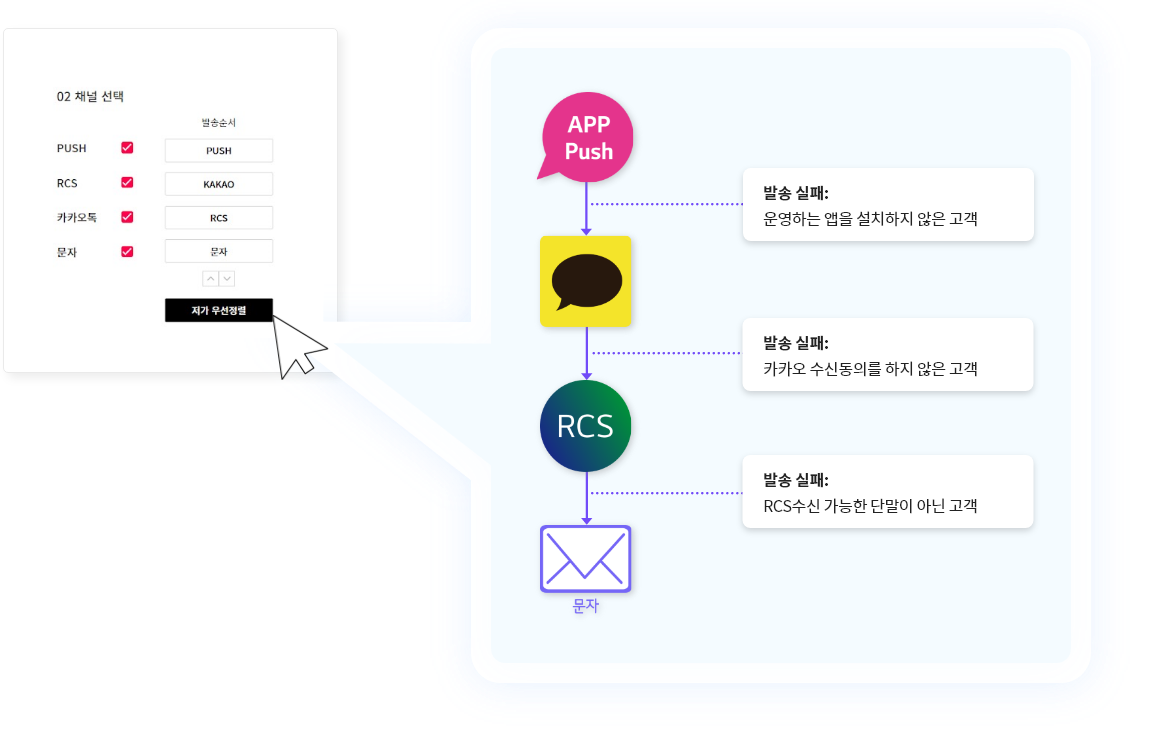 02 채널 선택
발송순서
PUSH
PUSH
RCS
KAKAO
카카오톡
RCS
문자
문자
저가 우선정렬
APP
Push
발송 실패:
운영하는 앱을 설치하지 않은 고객
발송 실패:
카카오 수신동의를 하지 않은 고객
RCS
발송 실패:
RCS수신 가능한 단말이 아닌 고객
문자